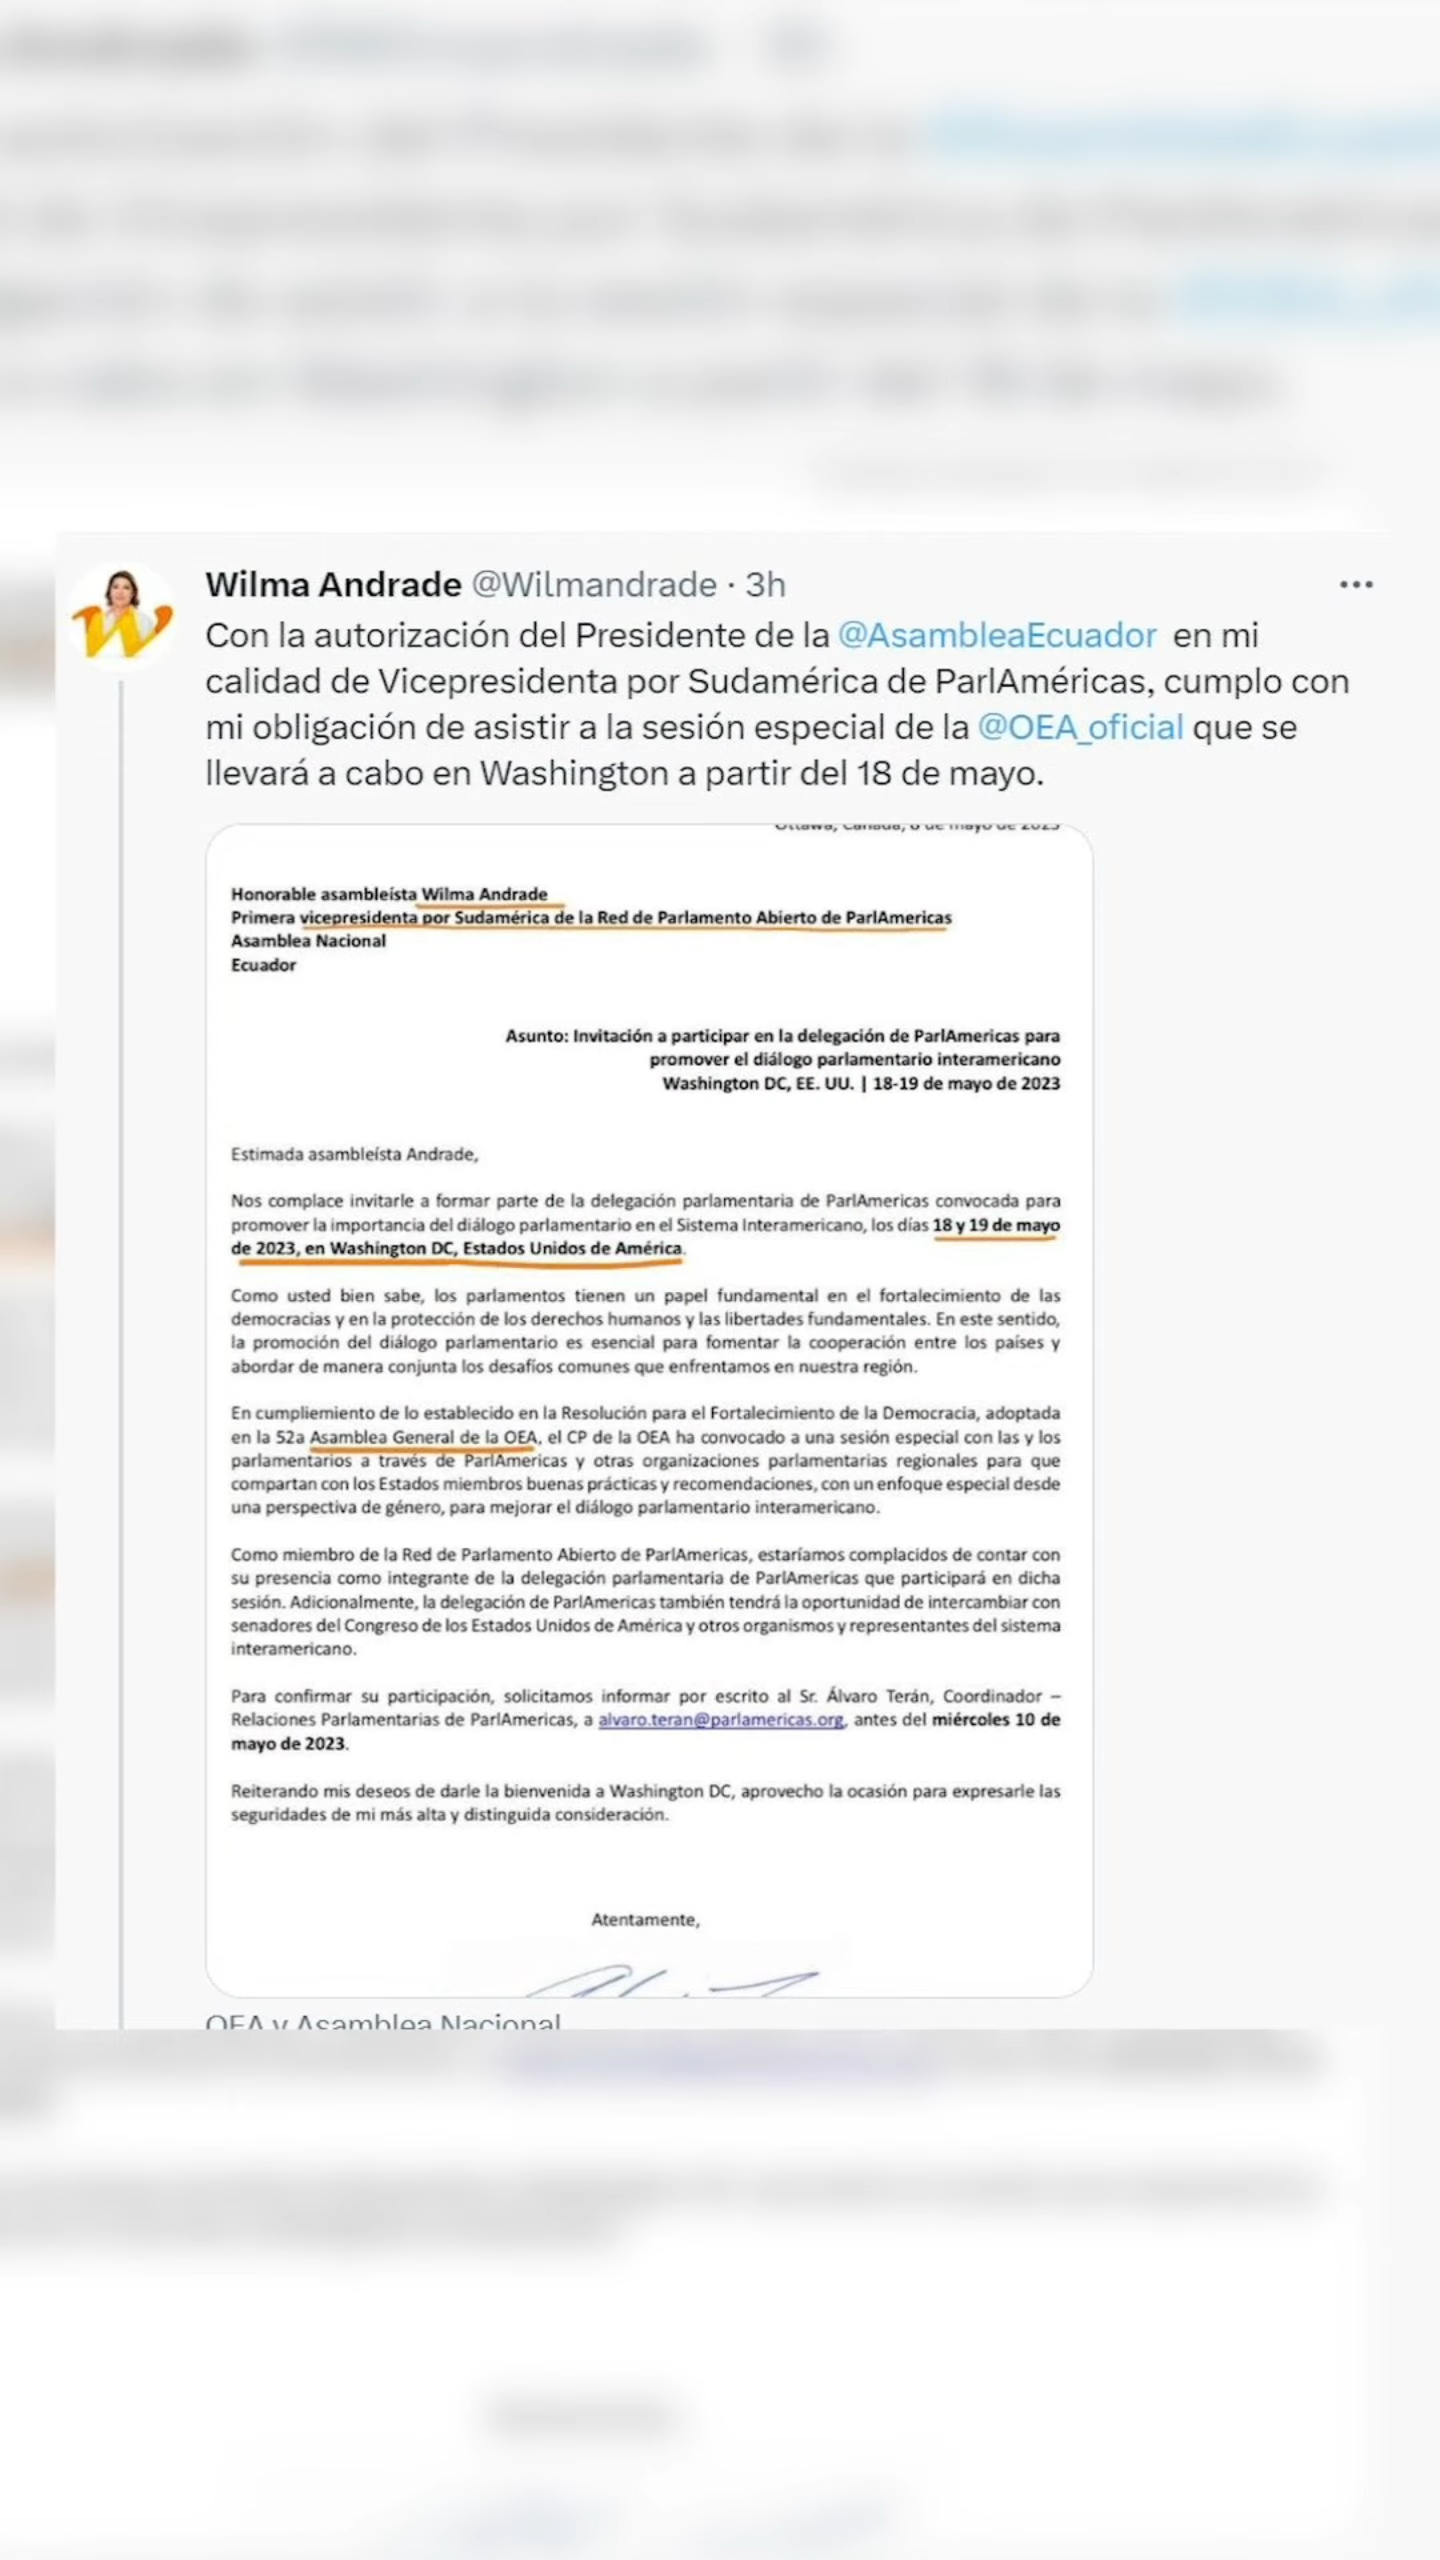 Wilma Andrade @Wilmandrade · 3h
Con la autorización del Presidente de la @AsambleaEcuador en mi
calidad de Vicepresidenta por Sudamérica de ParlAméricas, cumplo con
mi obligación de asistir a la sesión especial de la @OEA_oficial que se
llevará a cabo en Washington a partir del 18 de mayo.
Ottawa, Canadá, 8 de mayo de 2023
Honorable asambleísta Wilma Andrade
Primera vicepresidenta por Sudamérica de la Red de Parlamento Abierto de ParlAmericas
Asamblea Nacional
Ecuador
Asunto: Invitación a participar en la delegación de ParlAmericas para
promover el diálogo parlamentario interamericano
Washington DC, EE. UU. | 18-19 de mayo de 2023
Estimada asambleísta Andrade,
Nos complace invitarle a formar parte de la delegación parlamentaria de ParlAmericas convocada para
promover la importancia del diálogo parlamentario en el Sistema Interamericano, los días 18 y 19 de mayo
de 2023, en Washington DC, Estados Unidos de América.
Como usted bien sabe, los parlamentos tienen un papel fundamental en el fortalecimiento de las
democracias y en la protección de los derechos humanos y las libertades fundamentales. En este sentido,
la promoción del diálogo parlamentario es esencial para fomentar la cooperación entre los países y
abordar de manera conjunta los desafíos comunes que enfrentamos en nuestra región.
En cumpliemiento de lo establecido en la Resolución para el Fortalecimiento de la Democracia, adoptada
en la 52a Asamblea General de la OEA, el CP de la OEA ha convocado a una sesión especial con las y los
parlamentarios a través de ParlAmericas y otras organizaciones parlamentarias regionales para que
compartan con los Estados miembros buenas prácticas y recomendaciones, con un enfoque especial desde
una perspectiva de género, para mejorar el diálogo parlamentario interamericano.
Como miembro de la Red de Parlamento Abierto de ParlAmericas, estaríamos complacidos de contar con
su presencia como integrante de la delegación parlamentaria de ParlAmericas que participará en dicha
sesión. Adicionalmente, la delegación de ParlAmericas también tendrá la oportunidad de intercambiar con
senadores del Congreso de los Estados Unidos de América y otros organismos y representantes del sistema
interamericano.
Para confirmar su participación, solicitamos informar por escrito al Sr. Álvaro Terán, Coordinador –
Relaciones Parlamentarias de ParlAmericas, a alvaro.teran@parlamericas.org, antes del miércoles 10 de
mayo de 2023.
Reiterando mis deseos de darle la bienvenida a Washington DC, aprovecho la ocasión para expresarle las
seguridades de mi más alta y distinguida consideración.
Atentamente,
OEA y Asamblea Nacional